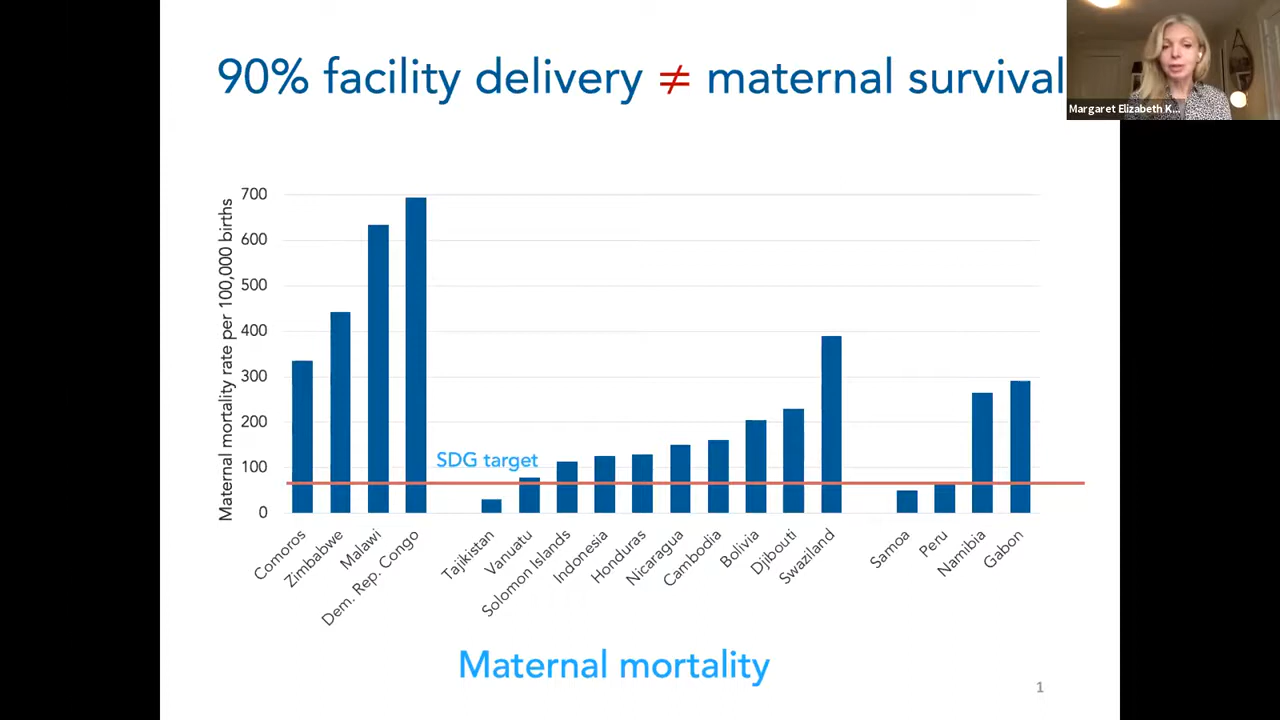 90% facility delivery ≠ maternal survival
Margaret Elizabeth K...
Maternal mortality rate per 100,000 births
700
600
500
400
300
200
100
0
SDG target
Comoros
Zimbabwe
Malawi
Dem. Rep. Congo
Tajikistan
Vanuatu
Solomon Islands
Indonesia
Honduras
Nicaragua
Cambodia
Bolivia
Djibouti
Swaziland
Samoa
Peru
Namibia
Gabon
Maternal mortality
1